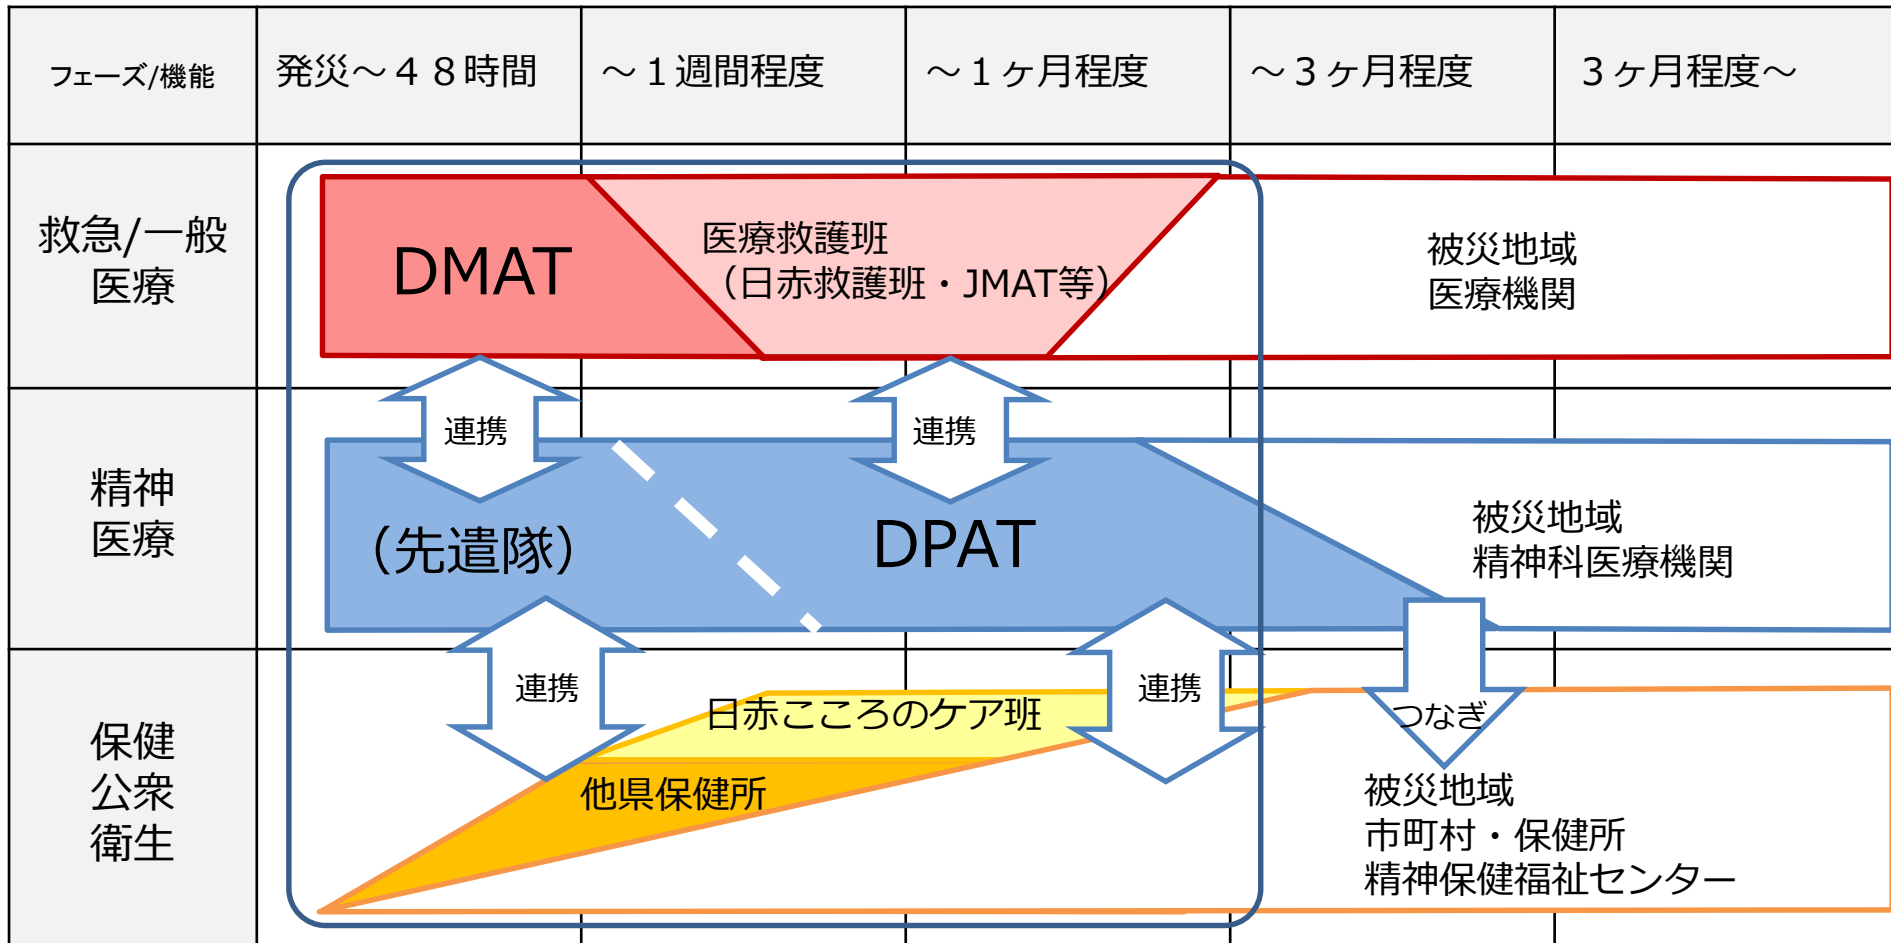 フェーズ/機能
発災～４８時間
～１週間程度
～１ヶ月程度
～３ヶ月程度
３ヶ月程度～
救急/一般
医療
DMAT
医療救護班
（日赤救護班・JMAT等）
被災地域
医療機関
連携
連携
精神
医療
（先遣隊）
DPAT
被災地域
精神科医療機関
連携
連携
つなぎ
保健
公衆
衛生
日赤こころのケア班
他県保健所
被災地域
市町村・保健所
精神保健福祉センター